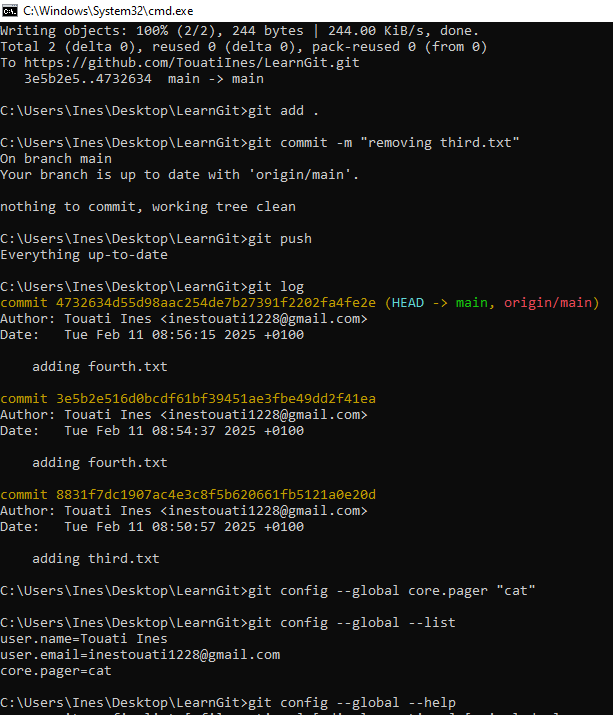 C:\Windows\System32\cmd.exe
Writing objects: 100% (2/2), 244 bytes | 244.00 KiB/s, done.
Total 2 (delta 0), reused 0 (delta 0), pack-reused 0 (from 0)
To https://github.com/TouatiInes/LearnGit.git
   3e5b2e5..4732634  main -> main
C:\Users\Ines\Desktop\LearnGit>git add .
C:\Users\Ines\Desktop\LearnGit>git commit -m "removing third.txt"
On branch main
Your branch is up to date with 'origin/main'.
nothing to commit, working tree clean
C:\Users\Ines\Desktop\LearnGit>git push
Everything up-to-date
C:\Users\Ines\Desktop\LearnGit>git log
commit 4732634d55d98aac254de7b27391f2202fa4fe2e (HEAD -> main, origin/main)
Author: Touati Ines <inestouati1228@gmail.com>
Date:   Tue Feb 11 08:56:15 2025 +0100
    adding fourth.txt
commit 3e5b2e516d0bcdf61bf39451ae3fbe49dd2f41ea
Author: Touati Ines <inestouati1228@gmail.com>
Date:   Tue Feb 11 08:54:37 2025 +0100
    adding fourth.txt
commit 8831f7dc1907ac4e3c8f5b620661fb5121a0e20d
Author: Touati Ines <inestouati1228@gmail.com>
Date:   Tue Feb 11 08:50:57 2025 +0100
    adding third.txt
C:\Users\Ines\Desktop\LearnGit>git config --global core.pager "cat"
C:\Users\Ines\Desktop\LearnGit>git config --global --list
user.name=Touati Ines
user.email=inestouati1228@gmail.com
core.pager=cat
C:\Users\Ines\Desktop\LearnGit>git config --global --help